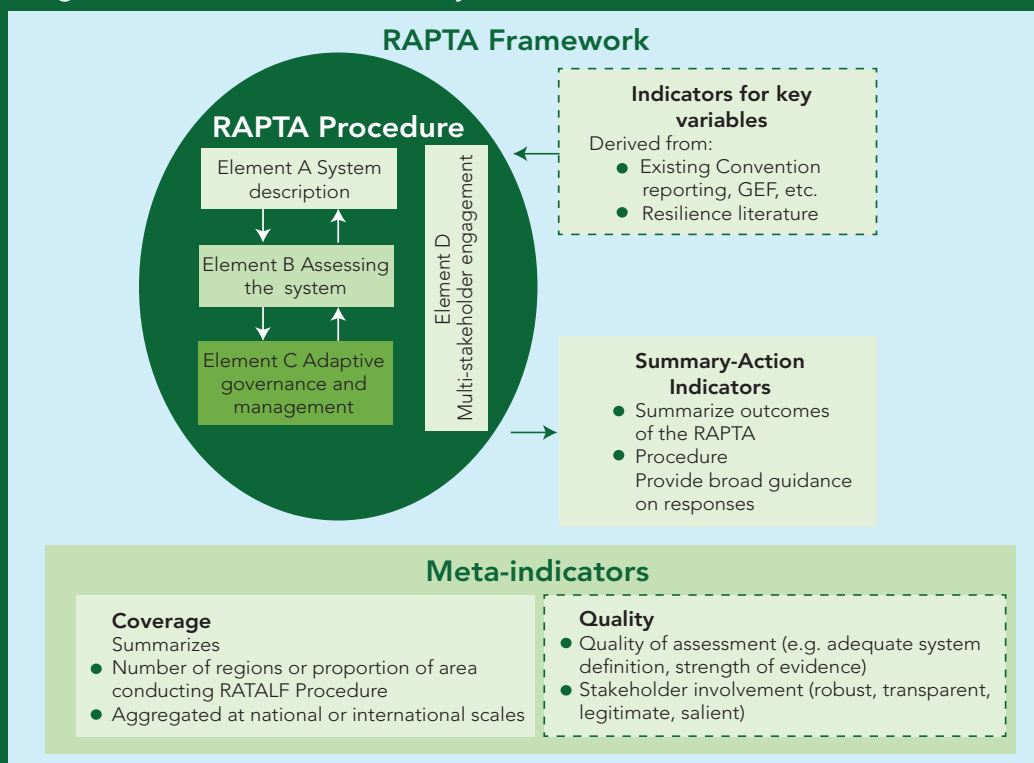 RAPTA Framework
RAPTA Procedure
Element A System
description
Element B Assessing
the system
Element C Adaptive
governance and
management
Element D
Multi-stakeholder engagement
Indicators for key
variables
Derived from:
● Existing Convention
reporting, GEF, etc.
● Resilience literature
Summary-Action
Indicators
● Summarize outcomes
of the RAPTA
● Procedure
Provide broad guidance
on responses
Meta-indicators
Coverage
Summarizes
● Number of regions or proportion of area
conducting RATALF Procedure
● Aggregated at national or international scales
Quality
● Quality of assessment (e.g. adequate system
definition, strength of evidence)
● Stakeholder involvement (robust, transparent,
legitimate, salient)